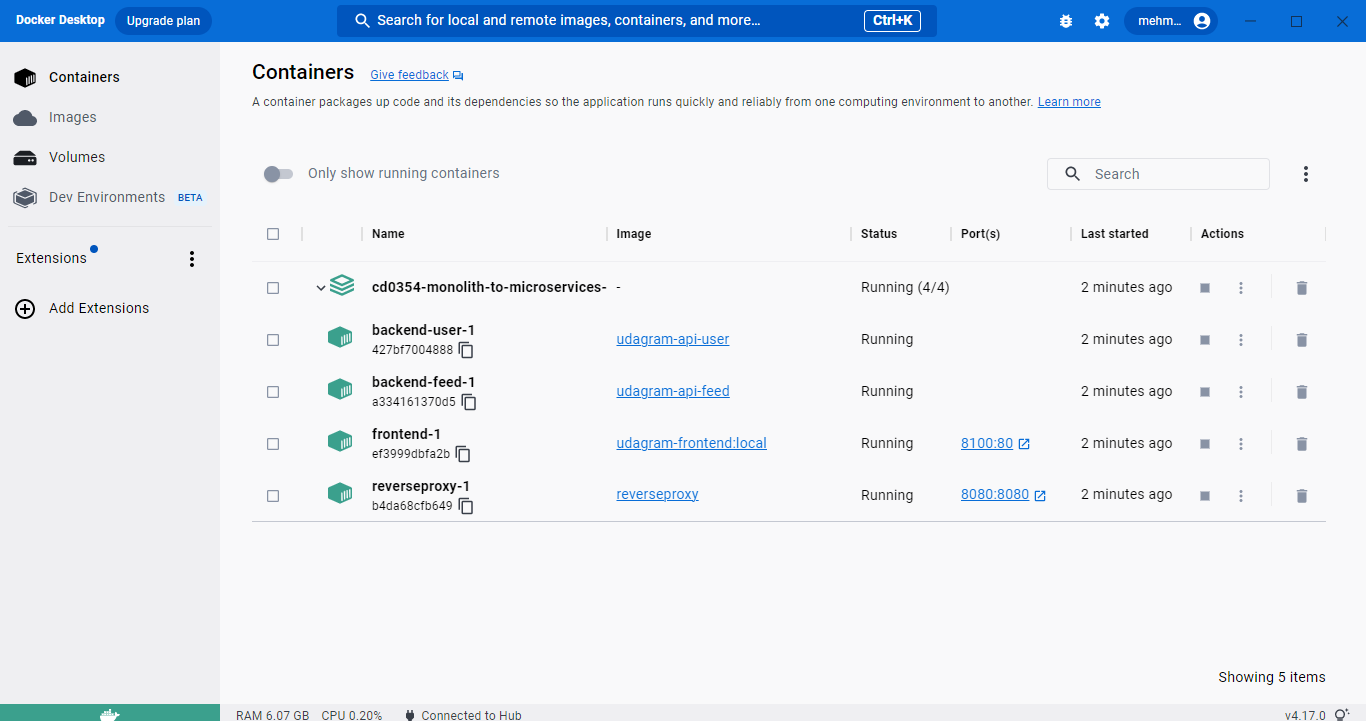 Docker Desktop Upgrade plan Search for local and remote images, containers, and more... Ctrl+K mehm...
Containers
Images
Volumes
Dev Environments BETA
Extensions
Add Extensions
Containers Give feedback
A container packages up code and its dependencies so the application runs quickly and reliably from one computing environment to another. Learn more
Only show running containers Search
Name Image Status Port(s) Last started Actions
cd0354-monolith-to-microservices- - Running (4/4) 2 minutes ago
backend-user-1
427bf7004888 udagram-api-user Running 2 minutes ago
backend-feed-1
a334161370d5 udagram-api-feed Running 2 minutes ago
frontend-1
ef3999dbfa2b udagram-frontend:local Running 8100:80 2 minutes ago
reverseproxy-1
b4da68cfb649 reverseproxy Running 8080:8080 2 minutes ago
Showing 5 items
RAM 6.07 GB CPU 0.20% Connected to Hub v4.17.0